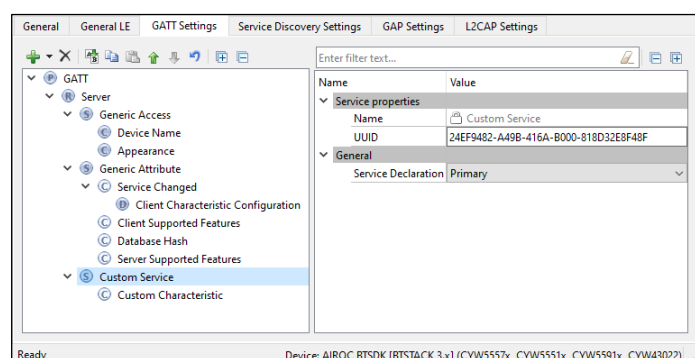 General General LE GATT Settings Service Discovery Settings GAP Settings L2CAP Settings
Enter filter text...
P GATT
R Server
S Generic Access
C Device Name
C Appearance
S Generic Attribute
C Service Changed
D Client Characteristic Configuration
C Client Supported Features
C Database Hash
C Server Supported Features
S Custom Service
C Custom Characteristic
Name Value
Service properties
Name Custom Service
UUID 24EF9482-A49B-416A-B000-818D32E8F48F
General
Service Declaration Primary
Ready Device: AIROC BTSDK [BTSTACK 3.x] (CYW5557x, CYW5551x, CYW5591x, CYW43022)